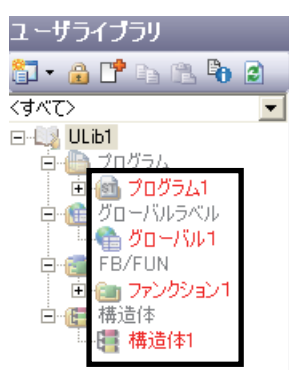 ユーザライブラリ
<すべて>
ULib1
プログラム
プログラム1
グローバルラベル
グローバル1
FB/FUN
ファンクション1
構造体
構造体1